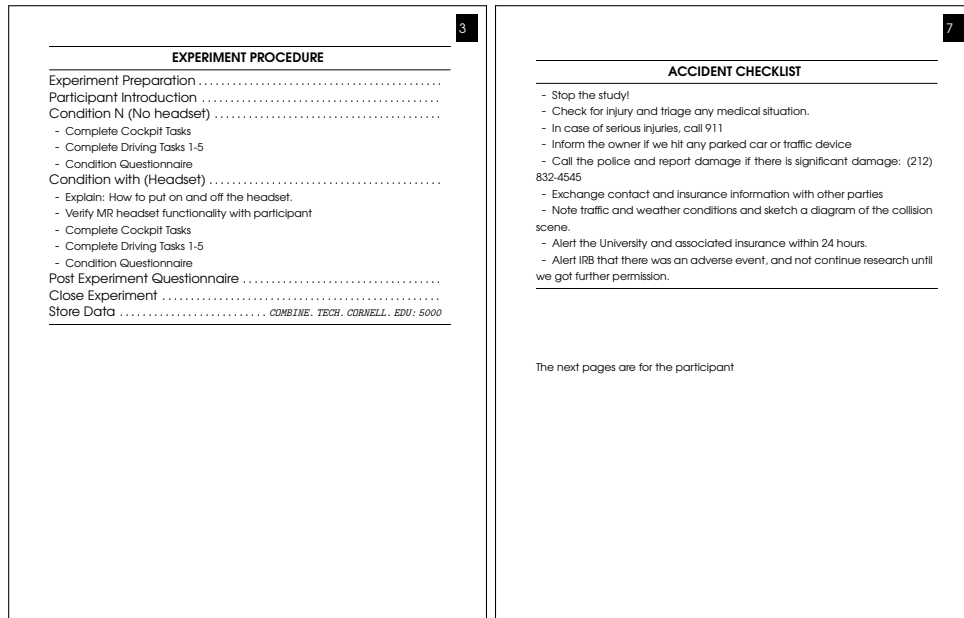 3
EXPERIMENT PROCEDURE
Experiment Preparation ..........................................
Participant Introduction ..........................................
Condition N (No headset) ........................................
- Complete Cockpit Tasks
- Complete Driving Tasks 1-5
- Condition Questionnaire
Condition with (Headset) .........................................
- Explain: How to put on and off the headset.
- Verify MR headset functionality with participant
- Complete Cockpit Tasks
- Complete Driving Tasks 1-5
- Condition Questionnaire
Post Experiment Questionnaire ...................................
Close Experiment .................................................
Store Data .......................... COMBINE.TECH.CORNELL.EDU:5000
7
ACCIDENT CHECKLIST
- Stop the study!
- Check for injury and triage any medical situation.
- In case of serious injuries, call 911
- Inform the owner if we hit any parked car or traffic device
- Call the police and report damage if there is significant damage: (212)
832-4545
- Exchange contact and insurance information with other parties
- Note traffic and weather conditions and sketch a diagram of the collision
scene.
- Alert the University and associated insurance within 24 hours.
- Alert IRB that there was an adverse event, and not continue research until
we got further permission.
The next pages are for the participant